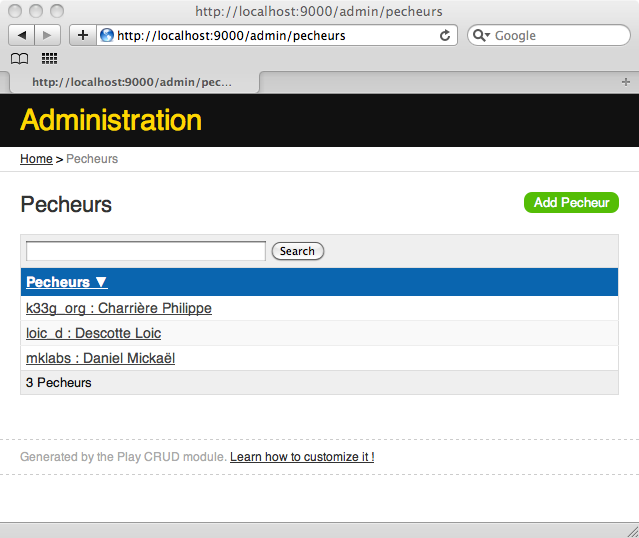 http://localhost:9000/admin/pecheurs
http://localhost:9000/admin/pecheurs
Google
http://localhost:9000/admin/pec...
Administration
Home > Pecheurs
Pecheurs
Add Pecheur
Search
Pecheurs ▼
k33g_org : Charrière Philippe
loic_d : Descotte Loic
mklabs : Daniel Mickaël
3 Pecheurs
Generated by the Play CRUD module. Learn how to customize it !